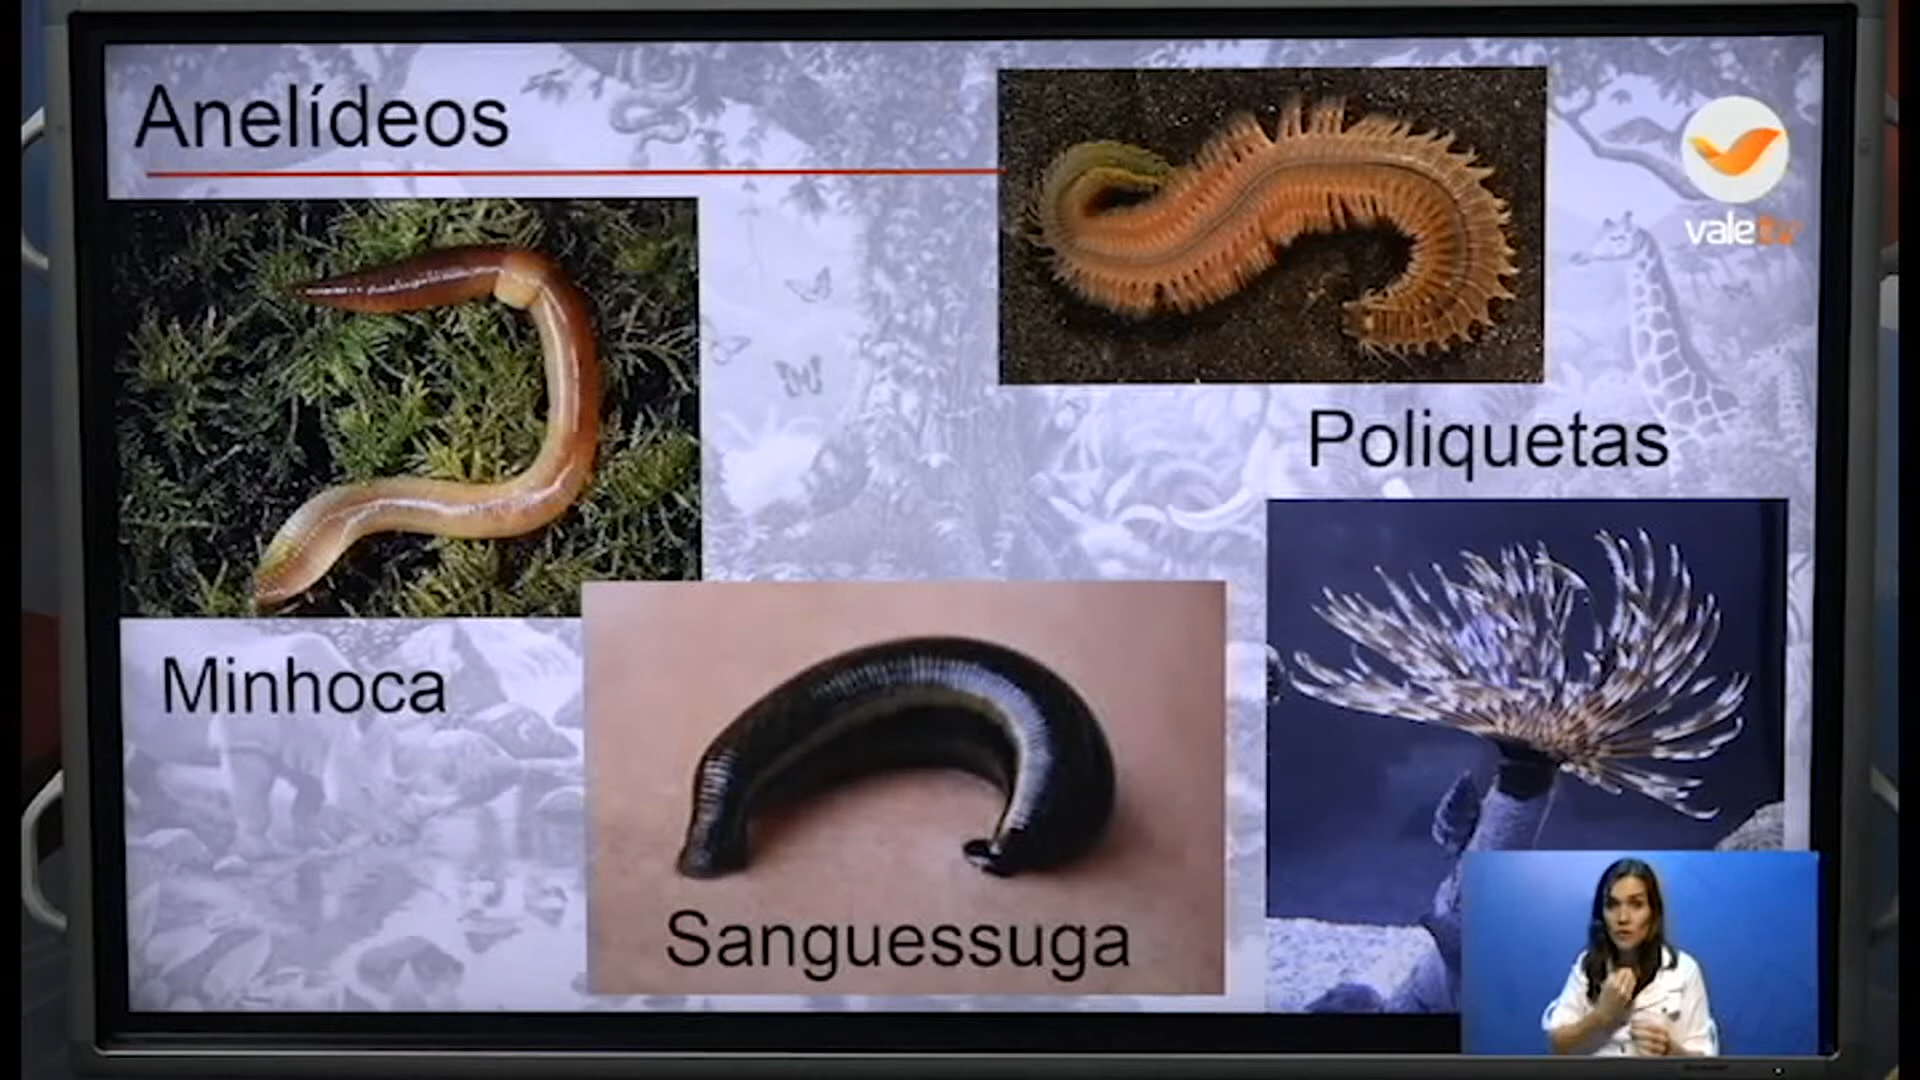 Anelídeos
vale tv
Poliquetas
Minhoca
Sanguessuga